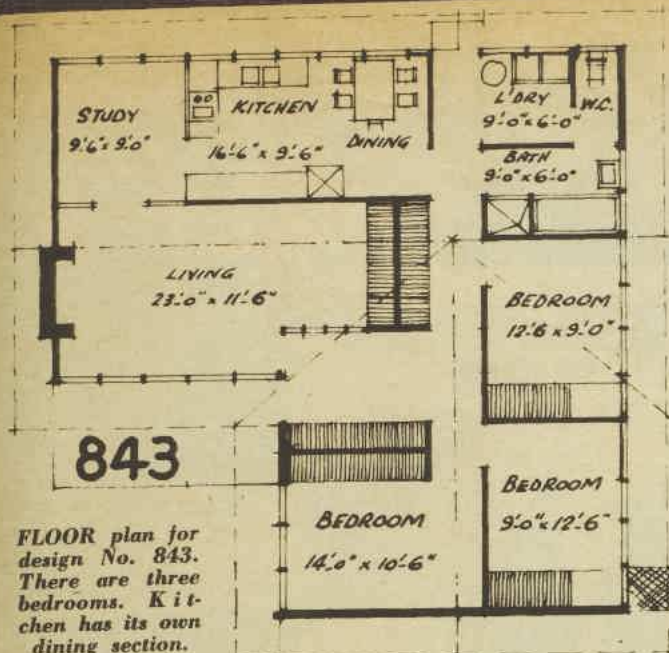 STUDY
9'.6" x 9'.0"
KITCHEN
16'-6" x 9'-6"
DINING
L'DRY
9'-0" x 6'-0"
W.C.
BATH
9'-0" x 6'-0"
LIVING
23'.0" x 11'.6"
BEDROOM
12'.6 x 9'.0"
843
BEDROOM
14'.0" x 10'-6"
BEDROOM
9'-0" x 12'-6"
FLOOR plan for
design No. 843.
There are three
bedrooms. Kit-
chen has its own
dining section.